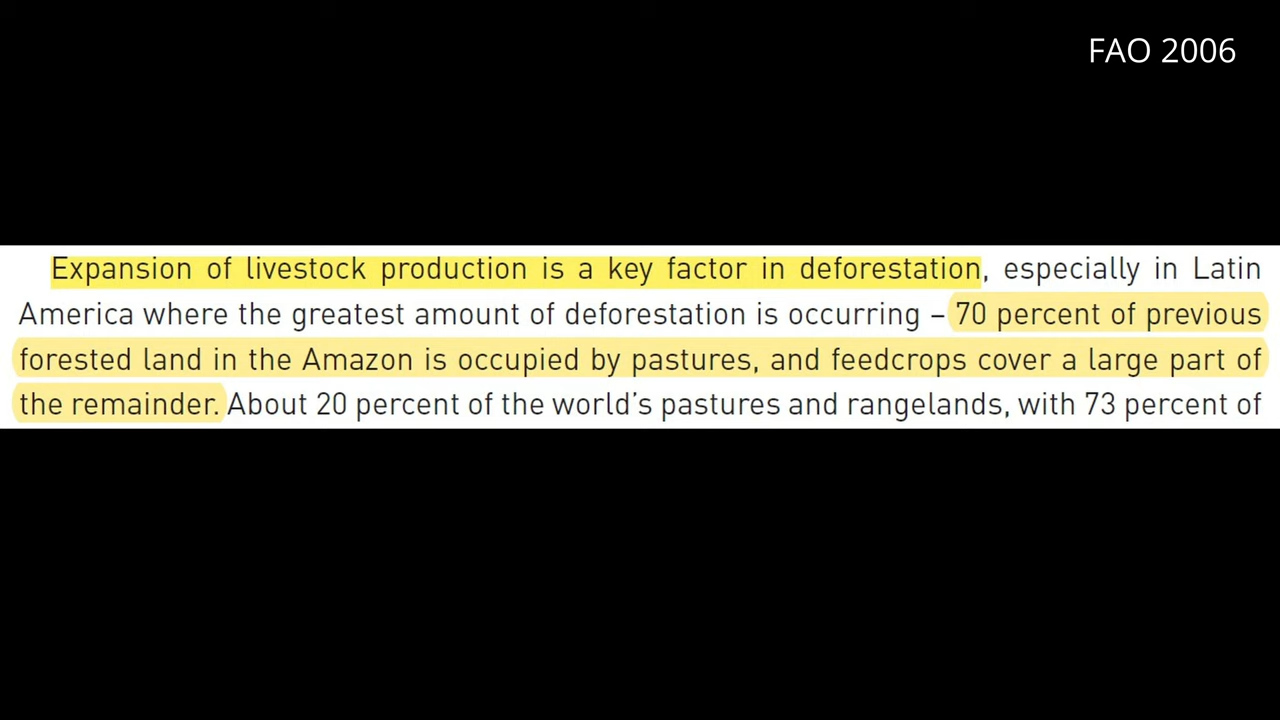 FAO 2006
Expansion of livestock production is a key factor in deforestation, especially in Latin
America where the greatest amount of deforestation is occurring – 70 percent of previous
forested land in the Amazon is occupied by pastures, and feedcrops cover a large part of
the remainder. About 20 percent of the world’s pastures and rangelands, with 73 percent of